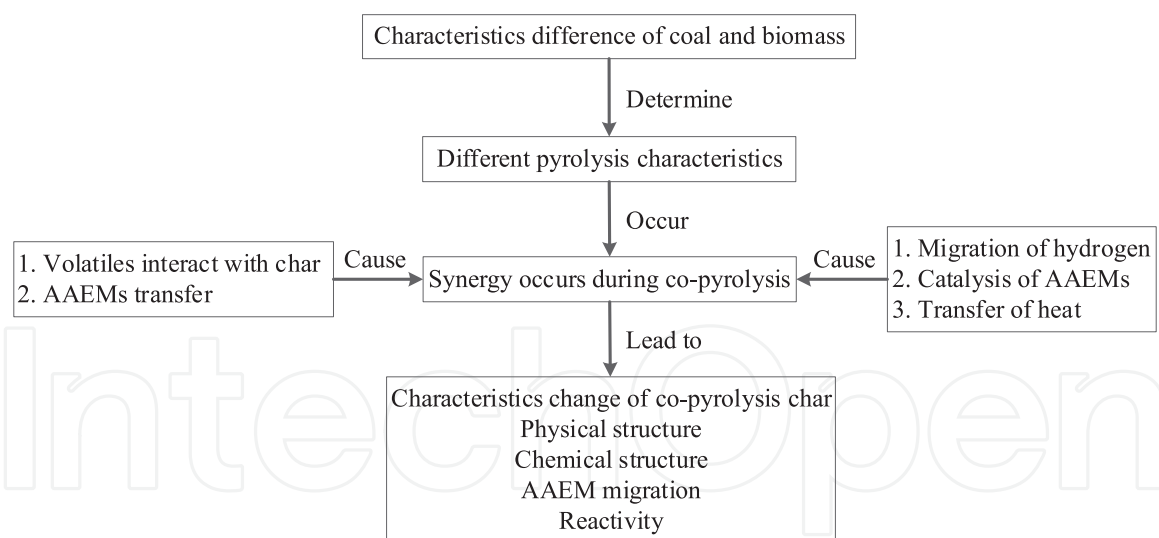 Characteristics difference of coal and biomass
Determine
Different pyrolysis characteristics
Occur
1. Volatiles interact with char
2. AAEMs transfer
Cause
Synergy occurs during co-pyrolysis
Cause
1. Migration of hydrogen
2. Catalysis of AAEMs
3. Transfer of heat
Lead to
Characteristics change of co-pyrolysis char
Physical structure
Chemical structure
AAEM migration
Reactivity
IntechOpen